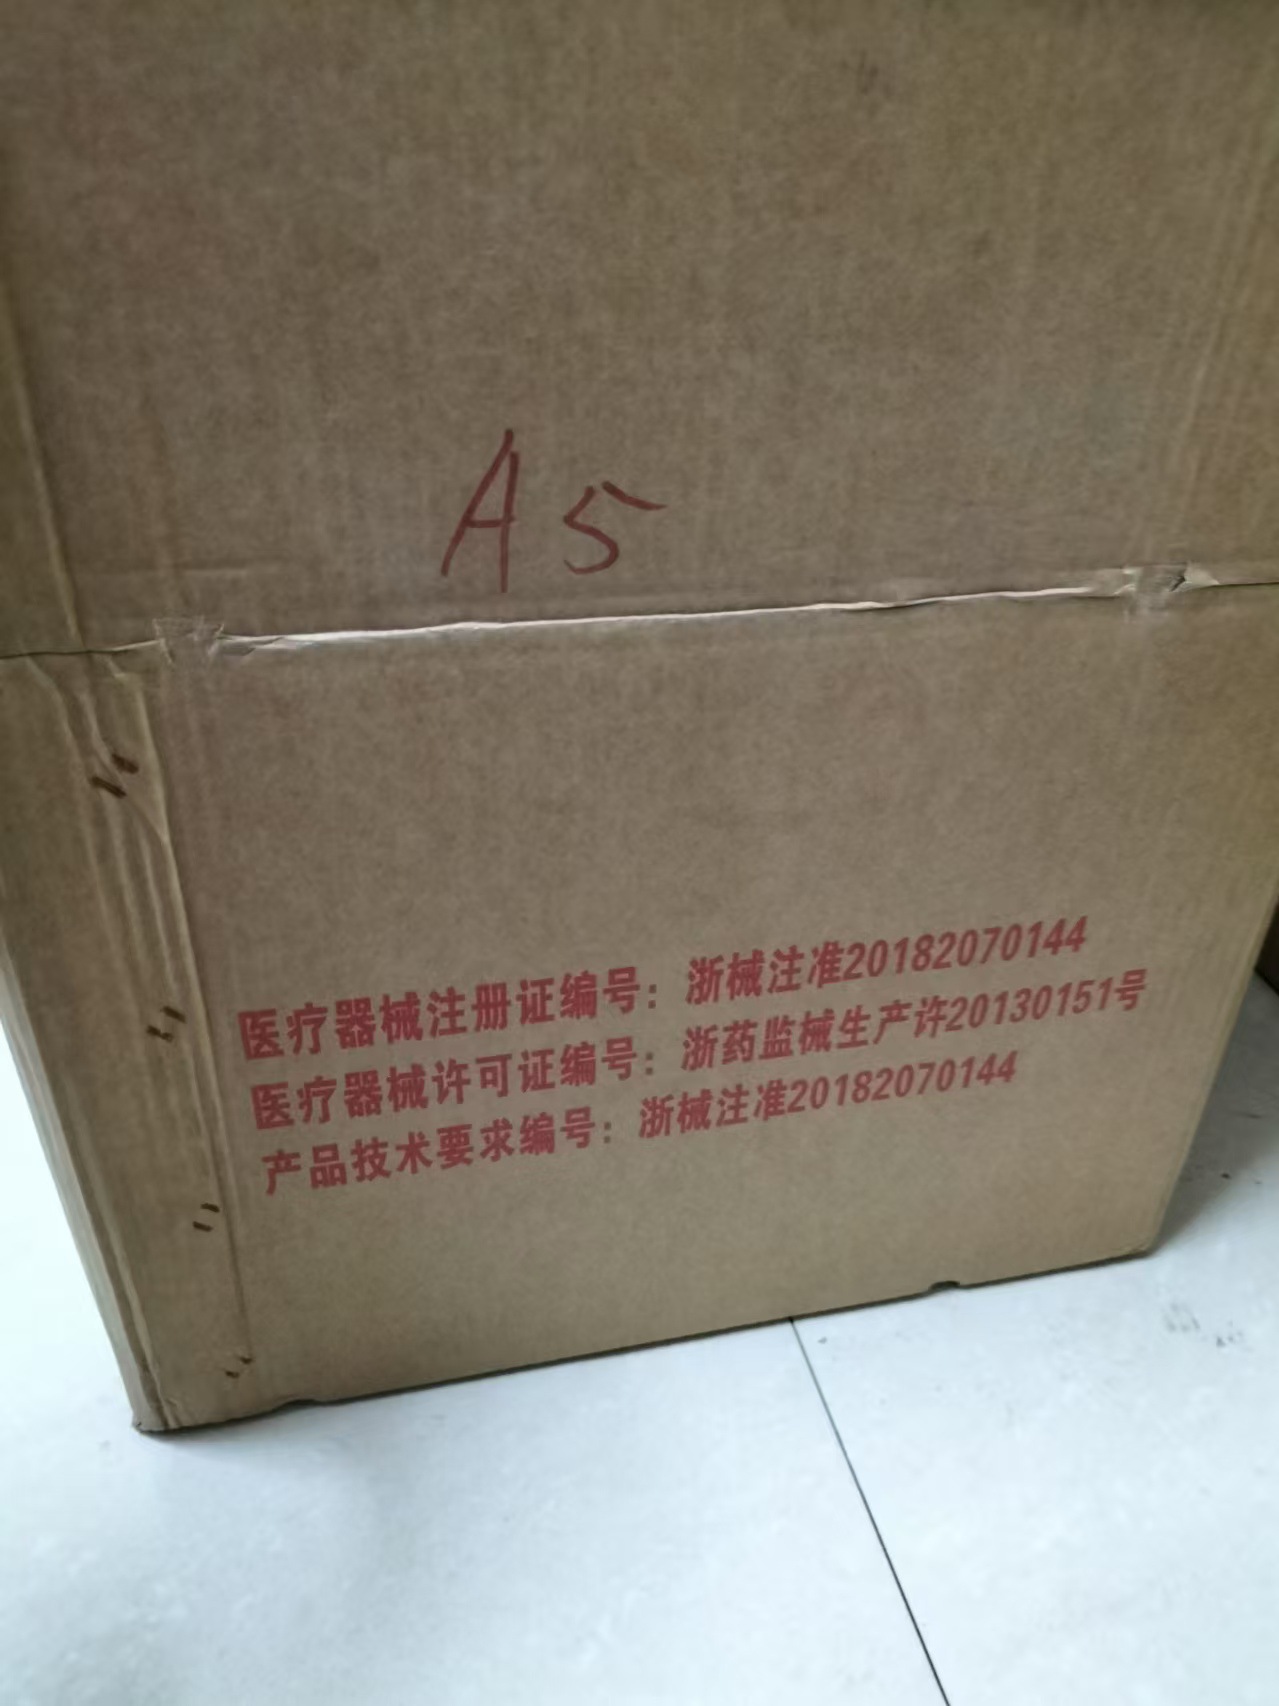 A5
医疗器械注册证编号：浙械注准20182070144
医疗器械许可证编号：浙药监械生产许20130151号
产品技术要求编号：浙械注准20182070144